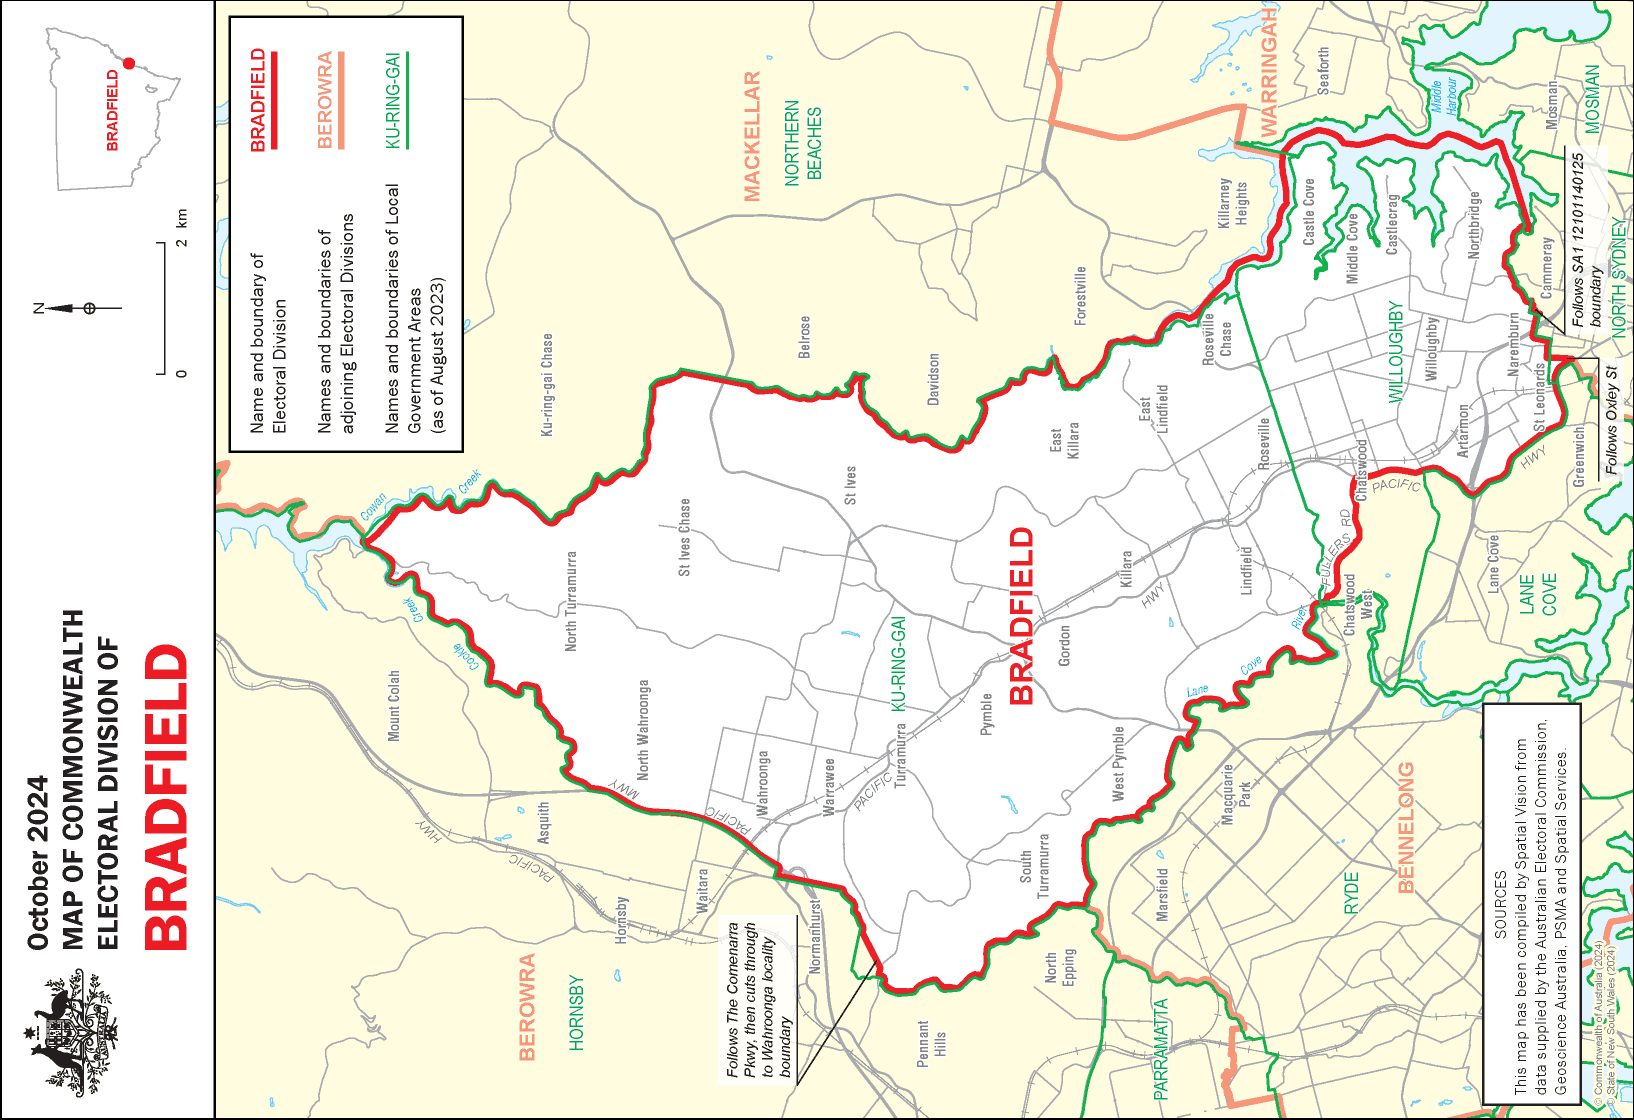 October 2024
MAP OF COMMONWEALTH
ELECTORAL DIVISION OF
BRADFIELD
N
0
2 km
BRADFIELD
Name and boundary of
Electoral Division
BRADFIELD
Names and boundaries of
adjoining Electoral Divisions
BEROWRA
Names and boundaries of Local
Government Areas
(as of August 2023)
KU-RING-GAI
Cowan
Creek
Cockle
Creek
Mount Colah
Ku-ring-gai Chase
North Turramurra
North Wahroonga
MWY
HWY
PACIFIC
Asquith
BEROWRA
HORNSBY
Hornsby
Waitara
PACIFIC
Wahroonga
St Ives Chase
MACKELLAR
NORTHERN
BEACHES
Belrose
St Ives
Warrawee
PACIFIC
Turramurra
KU-RING-GAI
Normanhurst
Follows The Comenarra
Pkwy, then cuts through
to Wahroonga locality
boundary
Pennant
Hills
Davidson
Pymble
BRADFIELD
South
Turramurra
North
Epping
Gordon
East
Killara
Forestville
Killara
HWY
West Pymble
East
Lindfield
Marsfield
PARRAMATTA
Lane
Cove
River
Macquarie
Park
Lindfield
Roseville
Roseville
Chase
Killarney
Heights
WARRINGAH
Seaforth
Castle Cove
Middle Cove
Castlecrag
Middle
Harbour
Northbridge
WILLOUGHBY
Willoughby
Chatswood
PACIFIC
FULLERS RD
Chatswood
West
RYDE
BENNELONG
Artarmon
Naremburn
St Leonards
HWY
Lane Cove
LANE
COVE
Greenwich
Cammeray
Mosman
MOSMAN
NORTH SYDNEY
Follows SA1 12101140125
boundary
Follows Oxley St
SOURCES
This map has been compiled by Spatial Vision from
data supplied by the Australian Electoral Commission,
Geoscience Australia, PSMA and Spatial Services.
© Commonwealth of Australia (2024)
© State of New South Wales (2024)